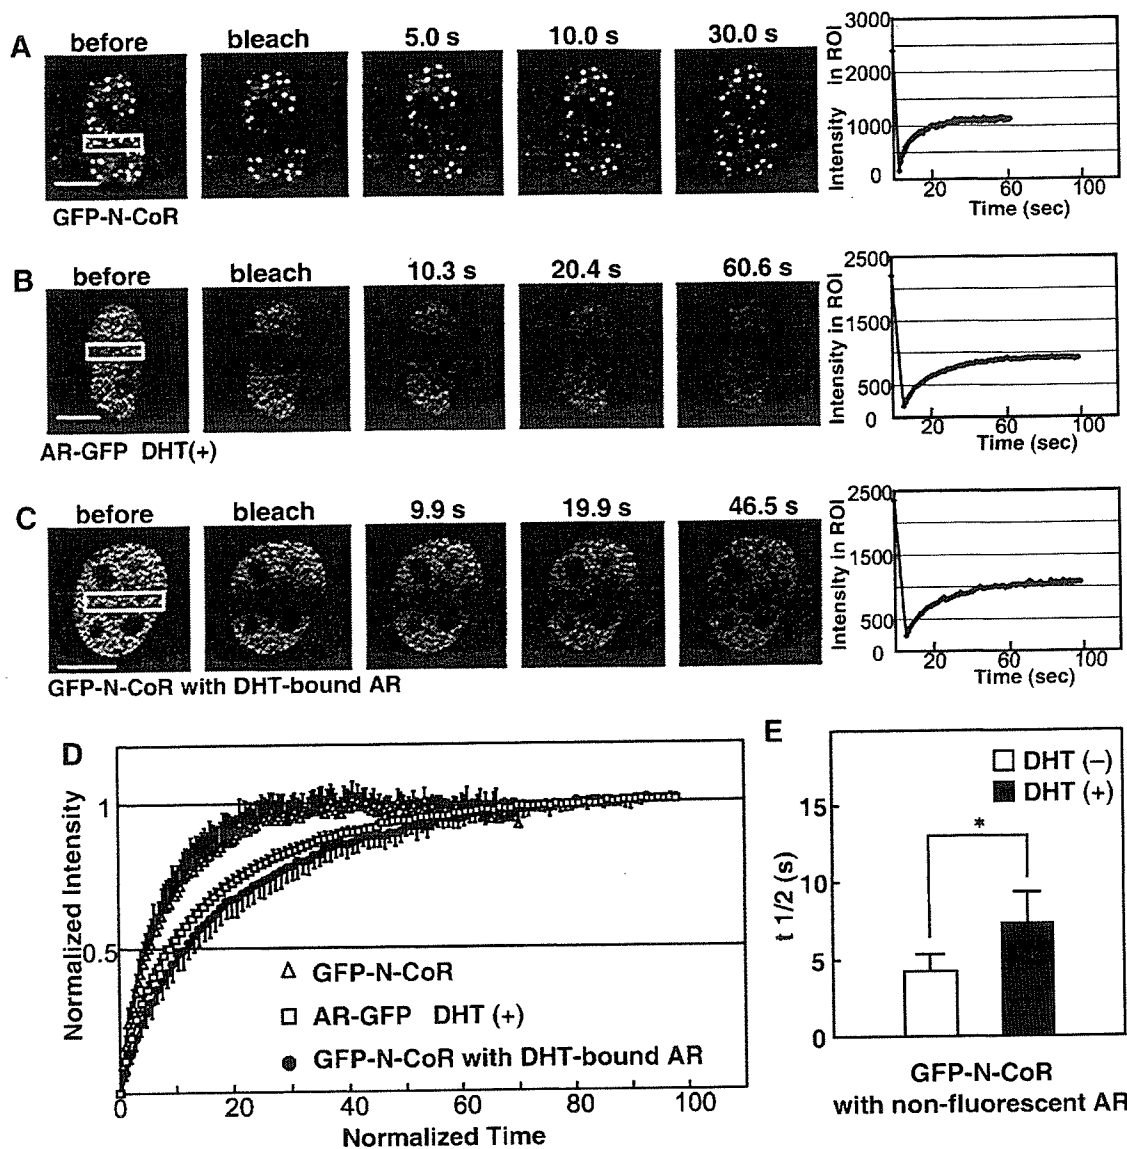 A
before bleach 5.0 s 10.0 s 30.0 s
GFP-N-CoR
Intensity in ROI
3000
2000
1000
0
20 60 100
Time (sec)
B
before bleach 10.3 s 20.4 s 60.6 s
AR-GFP DHT(+)
Intensity in ROI
2500
1500
500
0
20 60 100
Time (sec)
C
before bleach 9.9 s 19.9 s 46.5 s
GFP-N-CoR with DHT-bound AR
Intensity in ROI
2500
1500
500
0
20 60 100
Time (sec)
D
Normalized Intensity
1
0.5
GFP-N-CoR
AR-GFP DHT (+)
GFP-N-CoR with DHT-bound AR
0 20 40 60 80 100
Normalized Time
E
DHT (–)
DHT (+)
t 1/2 (s)
15
10
5
0
*
GFP-N-CoR
with non-fluorescent AR